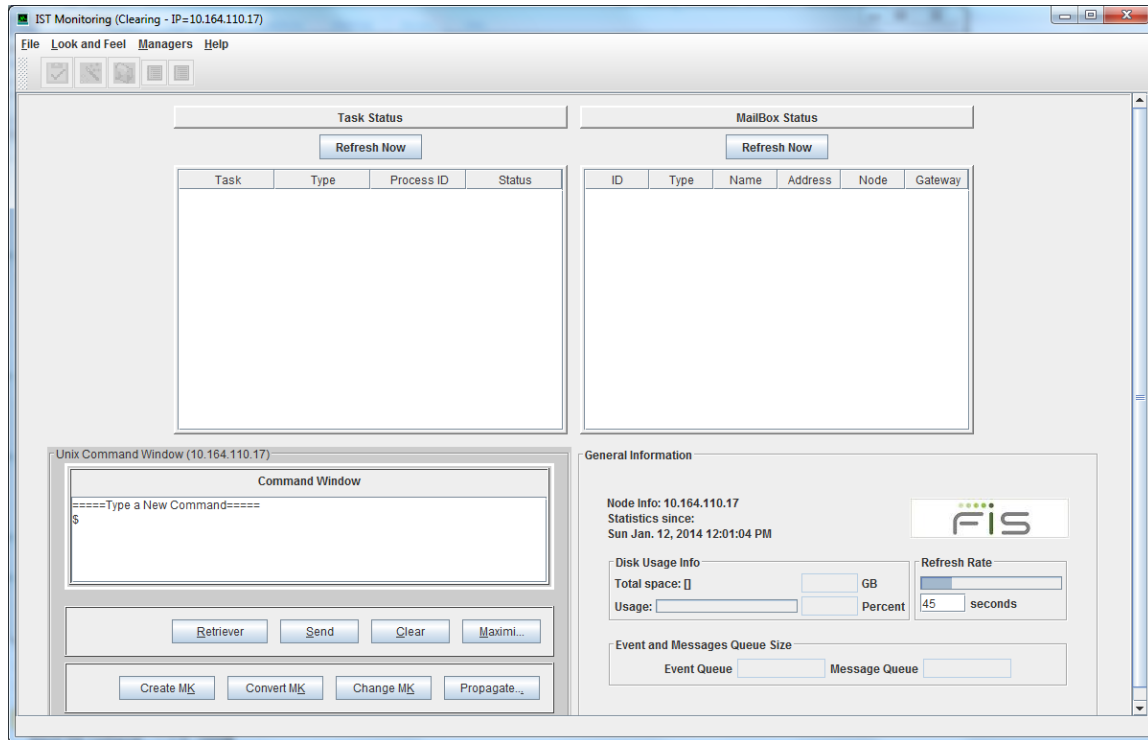 IST Monitoring (Clearing - IP=10.164.110.17)
File Look and Feel Managers Help
Task Status
Refresh Now
Task Type Process ID Status
MailBox Status
Refresh Now
ID Type Name Address Node Gateway
Unix Command Window (10.164.110.17)
Command Window
=====Type a New Command=====
$
Retriever Send Clear Maximi...
Create MK Convert MK Change MK Propagate...
General Information
Node Info: 10.164.110.17
Statistics since:
Sun Jan. 12, 2014 12:01:04 PM
FIS
Disk Usage Info
Total space: [] GB
Usage: Percent
Refresh Rate
45 seconds
Event and Messages Queue Size
Event Queue Message Queue